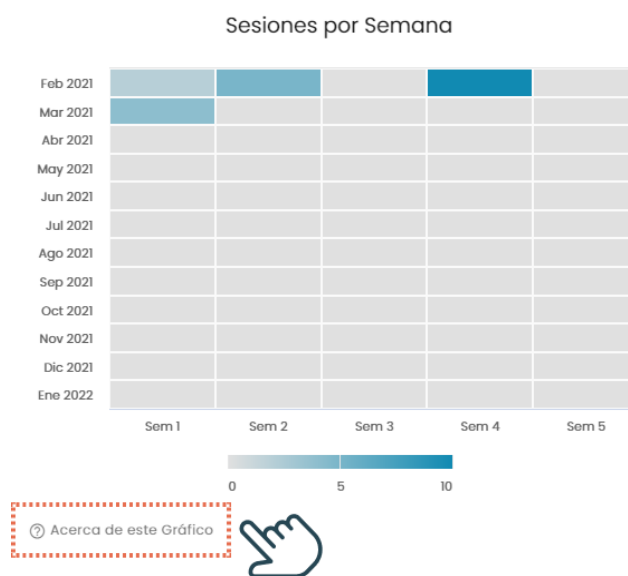 Sesiones por Semana
Feb 2021
Mar 2021
Abr 2021
May 2021
Jun 2021
Jul 2021
Ago 2021
Sep 2021
Oct 2021
Nov 2021
Dic 2021
Ene 2022
Sem 1 Sem 2 Sem 3 Sem 4 Sem 5
0 5 10
? Acerca de este Gráfico